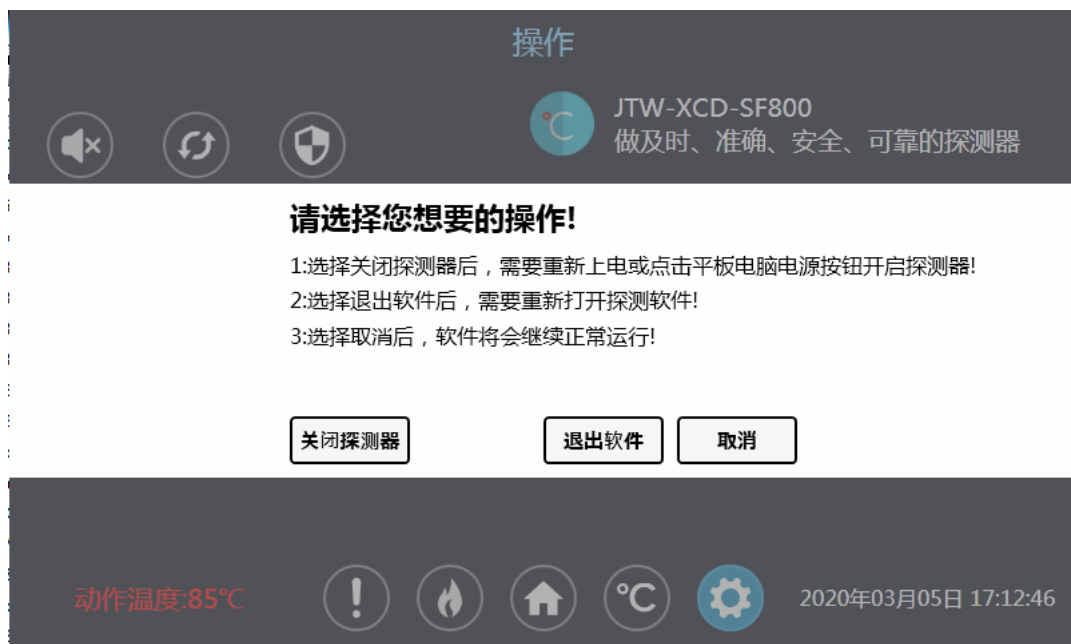 操作
JTW-XCD-SF800
做及时、准确、安全、可靠的探测器
请选择您想要的操作!
1:选择关闭探测器后，需要重新上电或点击平板电脑电源按钮开启探测器!
2:选择退出软件后，需要重新打开探测软件!
3:选择取消后，软件将会继续正常运行!
关闭探测器
退出软件
取消
动作温度:85℃
℃
2020年03月05日 17:12:46